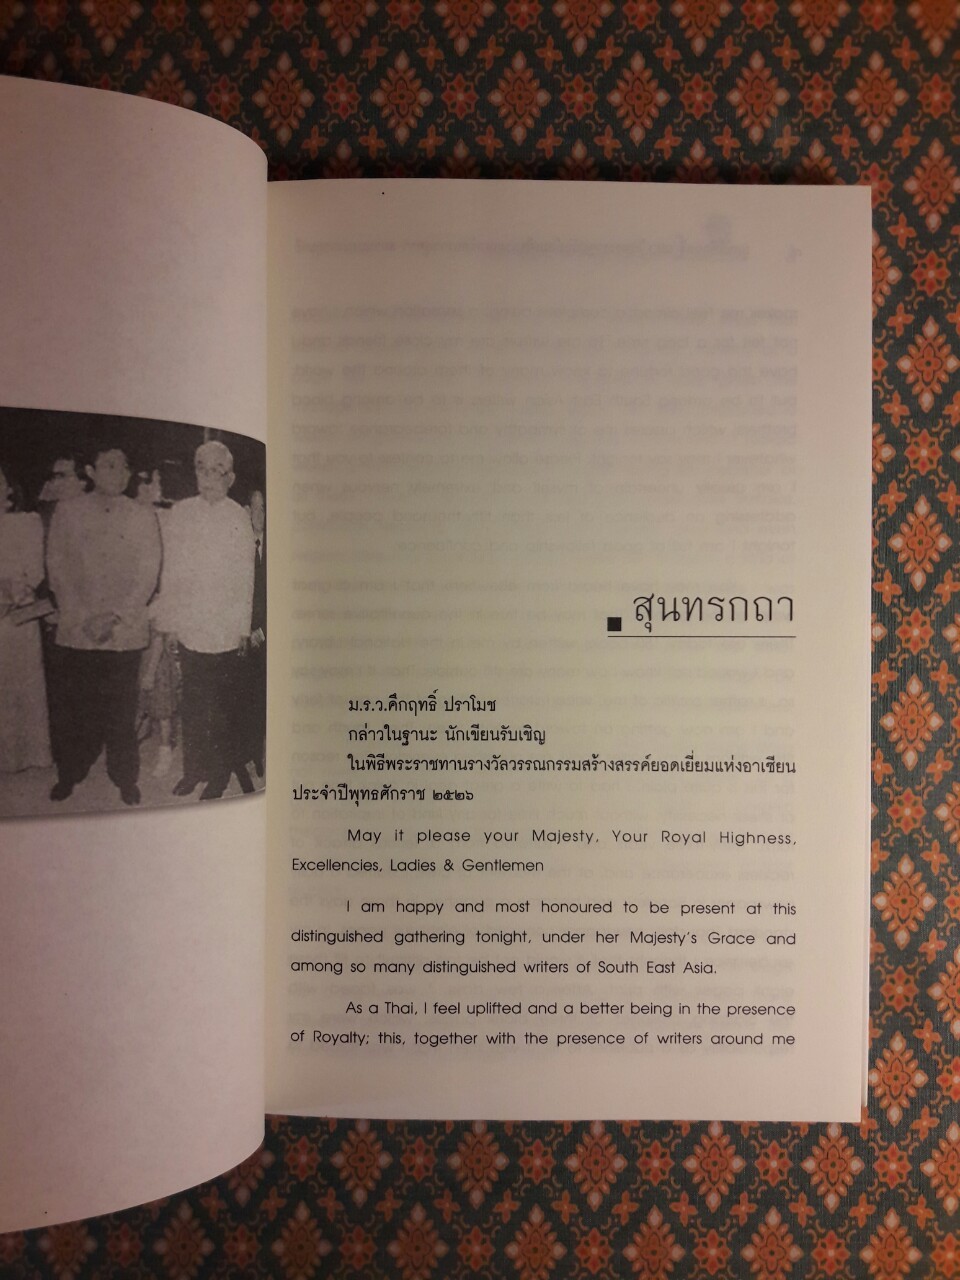 สุนทรกถา
ม.ร.ว.คึกฤทธิ์ ปราโมช
กล่าวในฐานะ นักเขียนรับเชิญ
ในพิธีพระราชทานรางวัลวรรณกรรมสร้างสรรค์ยอดเยี่ยมแห่งอาเซียน
ประจำปีพุทธศักราช ๒๕๒๖
May it please your Majesty, Your Royal Highness,
Excellencies, Ladies & Gentlemen
I am happy and most honoured to be present at this
distinguished gathering tonight, under her Majesty's Grace and
among so many distinguished writers of South East Asia.
As a Thai, I feel uplifted and a better being in the presence
of Royalty; this, together with the presence of writers around me